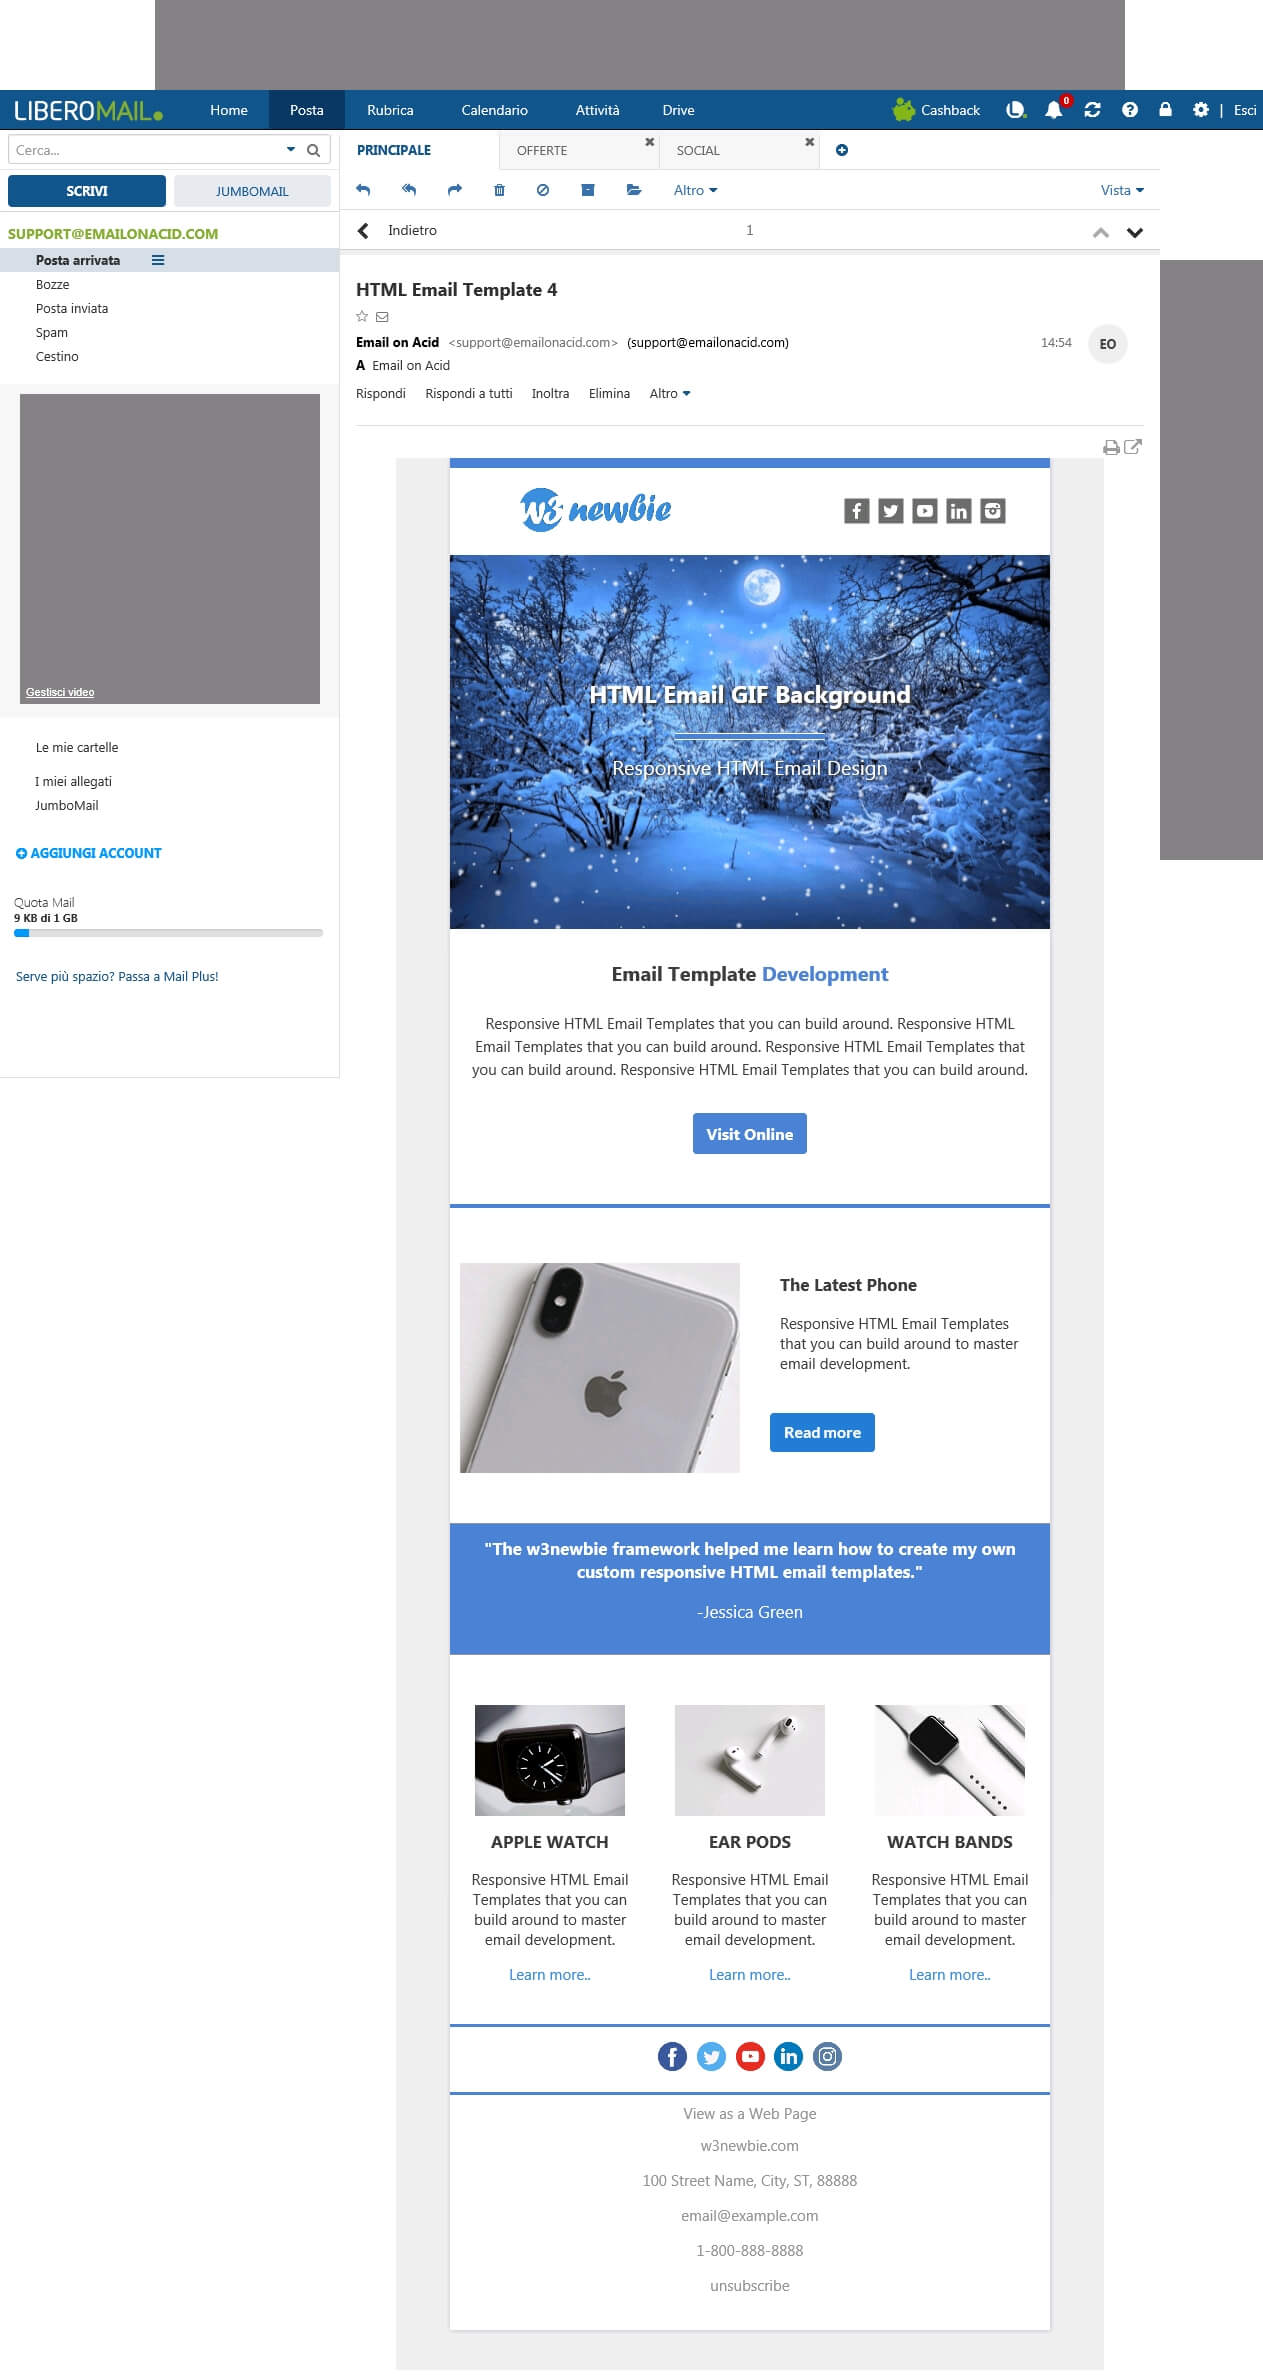 LIBEROMAIL
Home
Posta
Rubrica
Calendario
Attività
Drive
Cashback
0
| Esci
Cerca...
SCRIVI
JUMBOMAIL
SUPPORT@EMAILONACID.COM
Posta arrivata
Bozze
Posta inviata
Spam
Cestino
Gestisci video
Le mie cartelle
I miei allegati
JumboMail
AGGIUNGI ACCOUNT
Quota Mail
9 KB di 1 GB
Serve più spazio? Passa a Mail Plus!
PRINCIPALE
OFFERTE
SOCIAL
Altro
Vista
Indietro
1
HTML Email Template 4
Email on Acid <support@emailonacid.com> (support@emailonacid.com)
14:54
EO
A Email on Acid
Rispondi
Rispondi a tutti
Inoltra
Elimina
Altro
w3 newbie
HTML Email GIF Background
Responsive HTML Email Design
Email Template Development
Responsive HTML Email Templates that you can build around. Responsive HTML
Email Templates that you can build around. Responsive HTML Email Templates that
you can build around. Responsive HTML Email Templates that you can build around.
Visit Online
The Latest Phone
Responsive HTML Email Templates
that you can build around to master
email development.
Read more
"The w3newbie framework helped me learn how to create my own
custom responsive HTML email templates."
-Jessica Green
APPLE WATCH
Responsive HTML Email
Templates that you can
build around to master
email development.
Learn more..
EAR PODS
Responsive HTML Email
Templates that you can
build around to master
email development.
Learn more..
WATCH BANDS
Responsive HTML Email
Templates that you can
build around to master
email development.
Learn more..
View as a Web Page
w3newbie.com
100 Street Name, City, ST, 88888
email@example.com
1-800-888-8888
unsubscribe